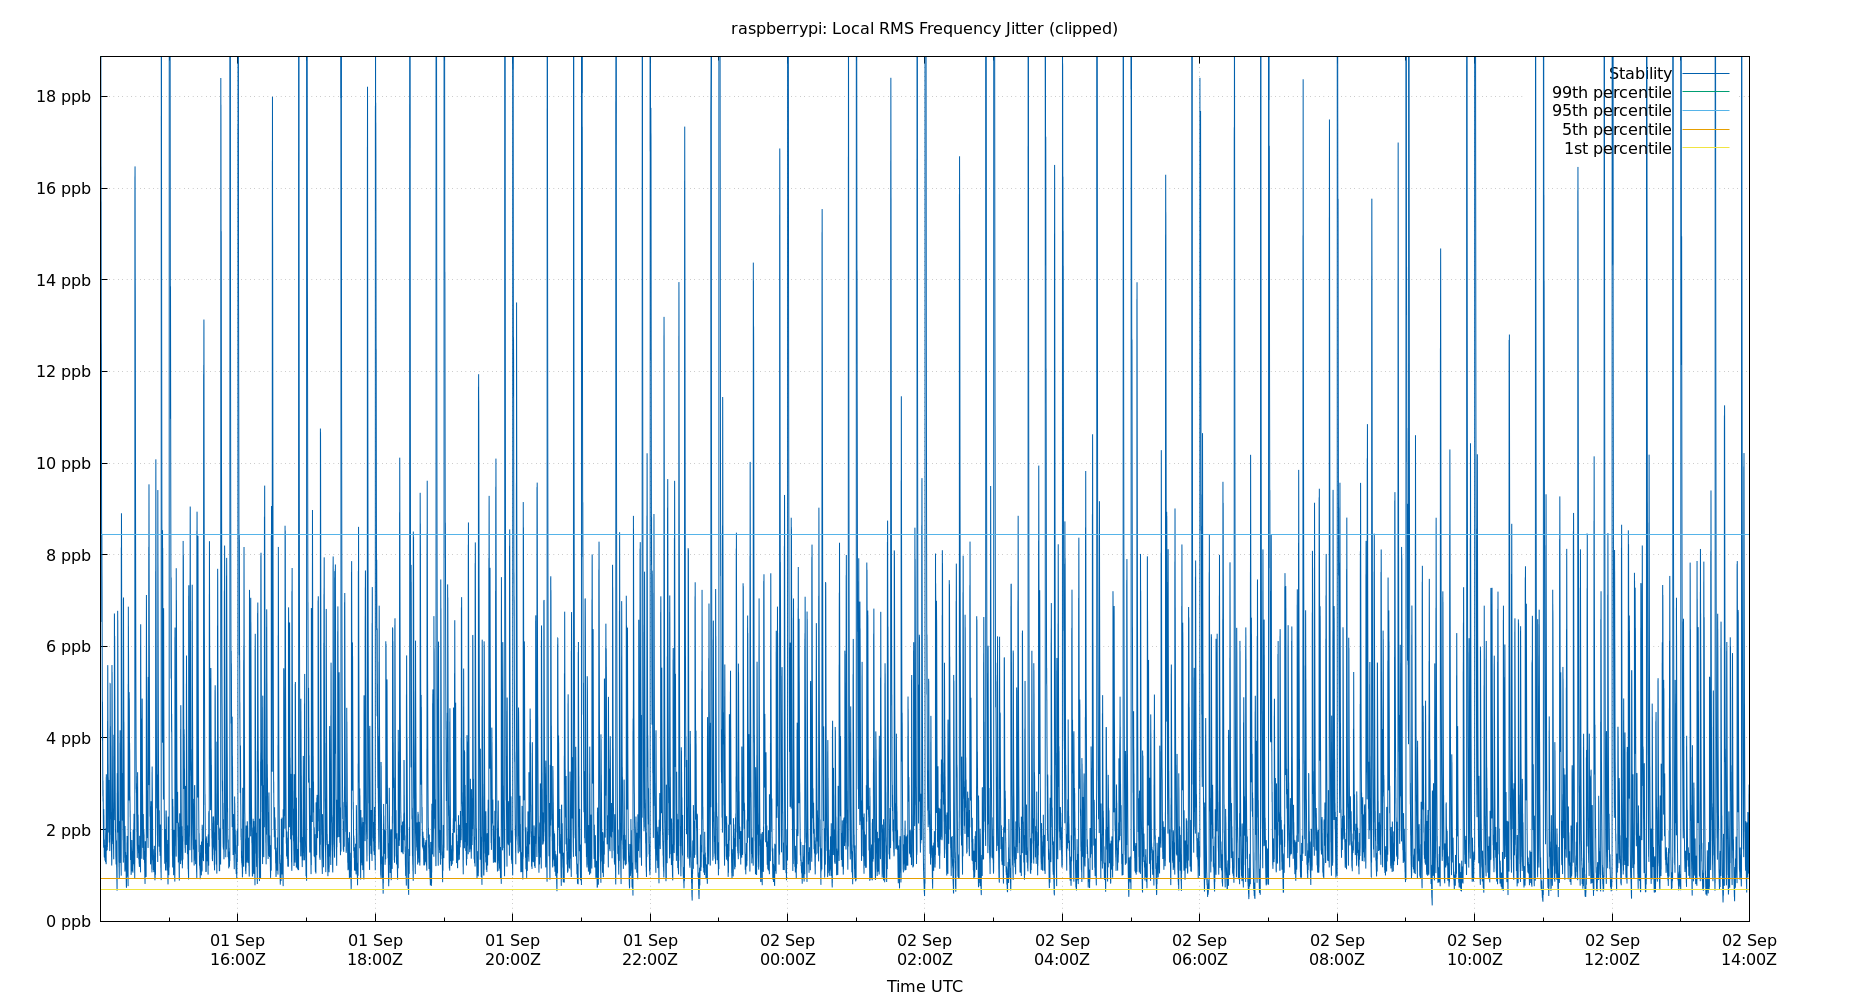 raspberrypi: Local RMS Frequency Jitter (clipped)
Stability
99th percentile
95th percentile
5th percentile
1st percentile
18 ppb
16 ppb
14 ppb
12 ppb
10 ppb
8 ppb
6 ppb
4 ppb
2 ppb
0 ppb
01 Sep 01 Sep 01 Sep 01 Sep 02 Sep 02 Sep 02 Sep 02 Sep 02 Sep 02 Sep 02 Sep 02 Sep
16:00Z 18:00Z 20:00Z 22:00Z 00:00Z 02:00Z 04:00Z 06:00Z 08:00Z 10:00Z 12:00Z 14:00Z
Time UTC